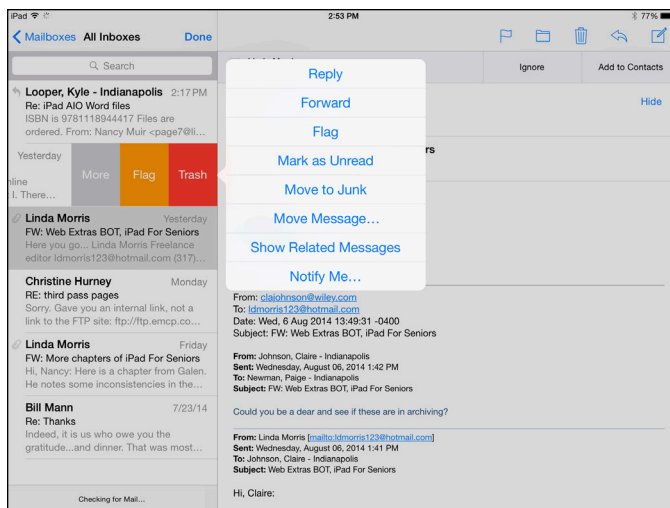 iPad 2:53 PM 77%
Mailboxes All Inboxes Done
Search
Looper, Kyle - Indianapolis 2:17 PM
Re: iPad AIO Word files
ISBN is 9781118944417 Files are
ordered. From: Nancy Muir <page7@li...
Yesterday
nline
I. There...
More Flag Trash
Linda Morris Yesterday
FW: Web Extras BOT, iPad For Seniors
Here you go... Linda Morris Freelance
editor ldmorris123@hotmail.com (317)...
Christine Hurney Monday
RE: third pass pages
Sorry. Gave you an internal link, not a
link to the FTP site: ftp://ftp.emcp.co...
Linda Morris Friday
FW: More chapters of iPad For Seniors
Hi, Nancy: Here is a chapter from Galen.
He notes some inconsistencies in the...
Bill Mann 7/23/14
Re: Thanks
Indeed, it is us who owe you the
gratitude...and dinner. That was most...
Checking for Mail...
Ignore Add to Contacts
Hide
rs
Reply
Forward
Flag
Mark as Unread
Move to Junk
Move Message...
Show Related Messages
Notify Me...
From: clajohnson@wiley.com
To: ldmorris123@hotmail.com
Date: Wed, 6 Aug 2014 13:49:31 -0400
Subject: FW: Web Extras BOT, iPad For Seniors
From: Johnson, Claire - Indianapolis
Sent: Wednesday, August 06, 2014 1:42 PM
To: Newman, Paige - Indianapolis
Subject: FW: Web Extras BOT, iPad For Seniors
Could you be a dear and see if these are in archiving?
From: Linda Morris [mailto:ldmorris123@hotmail.com]
Sent: Wednesday, August 06, 2014 1:41 PM
To: Johnson, Claire - Indianapolis
Subject: Web Extras BOT, iPad For Seniors
Hi, Claire: